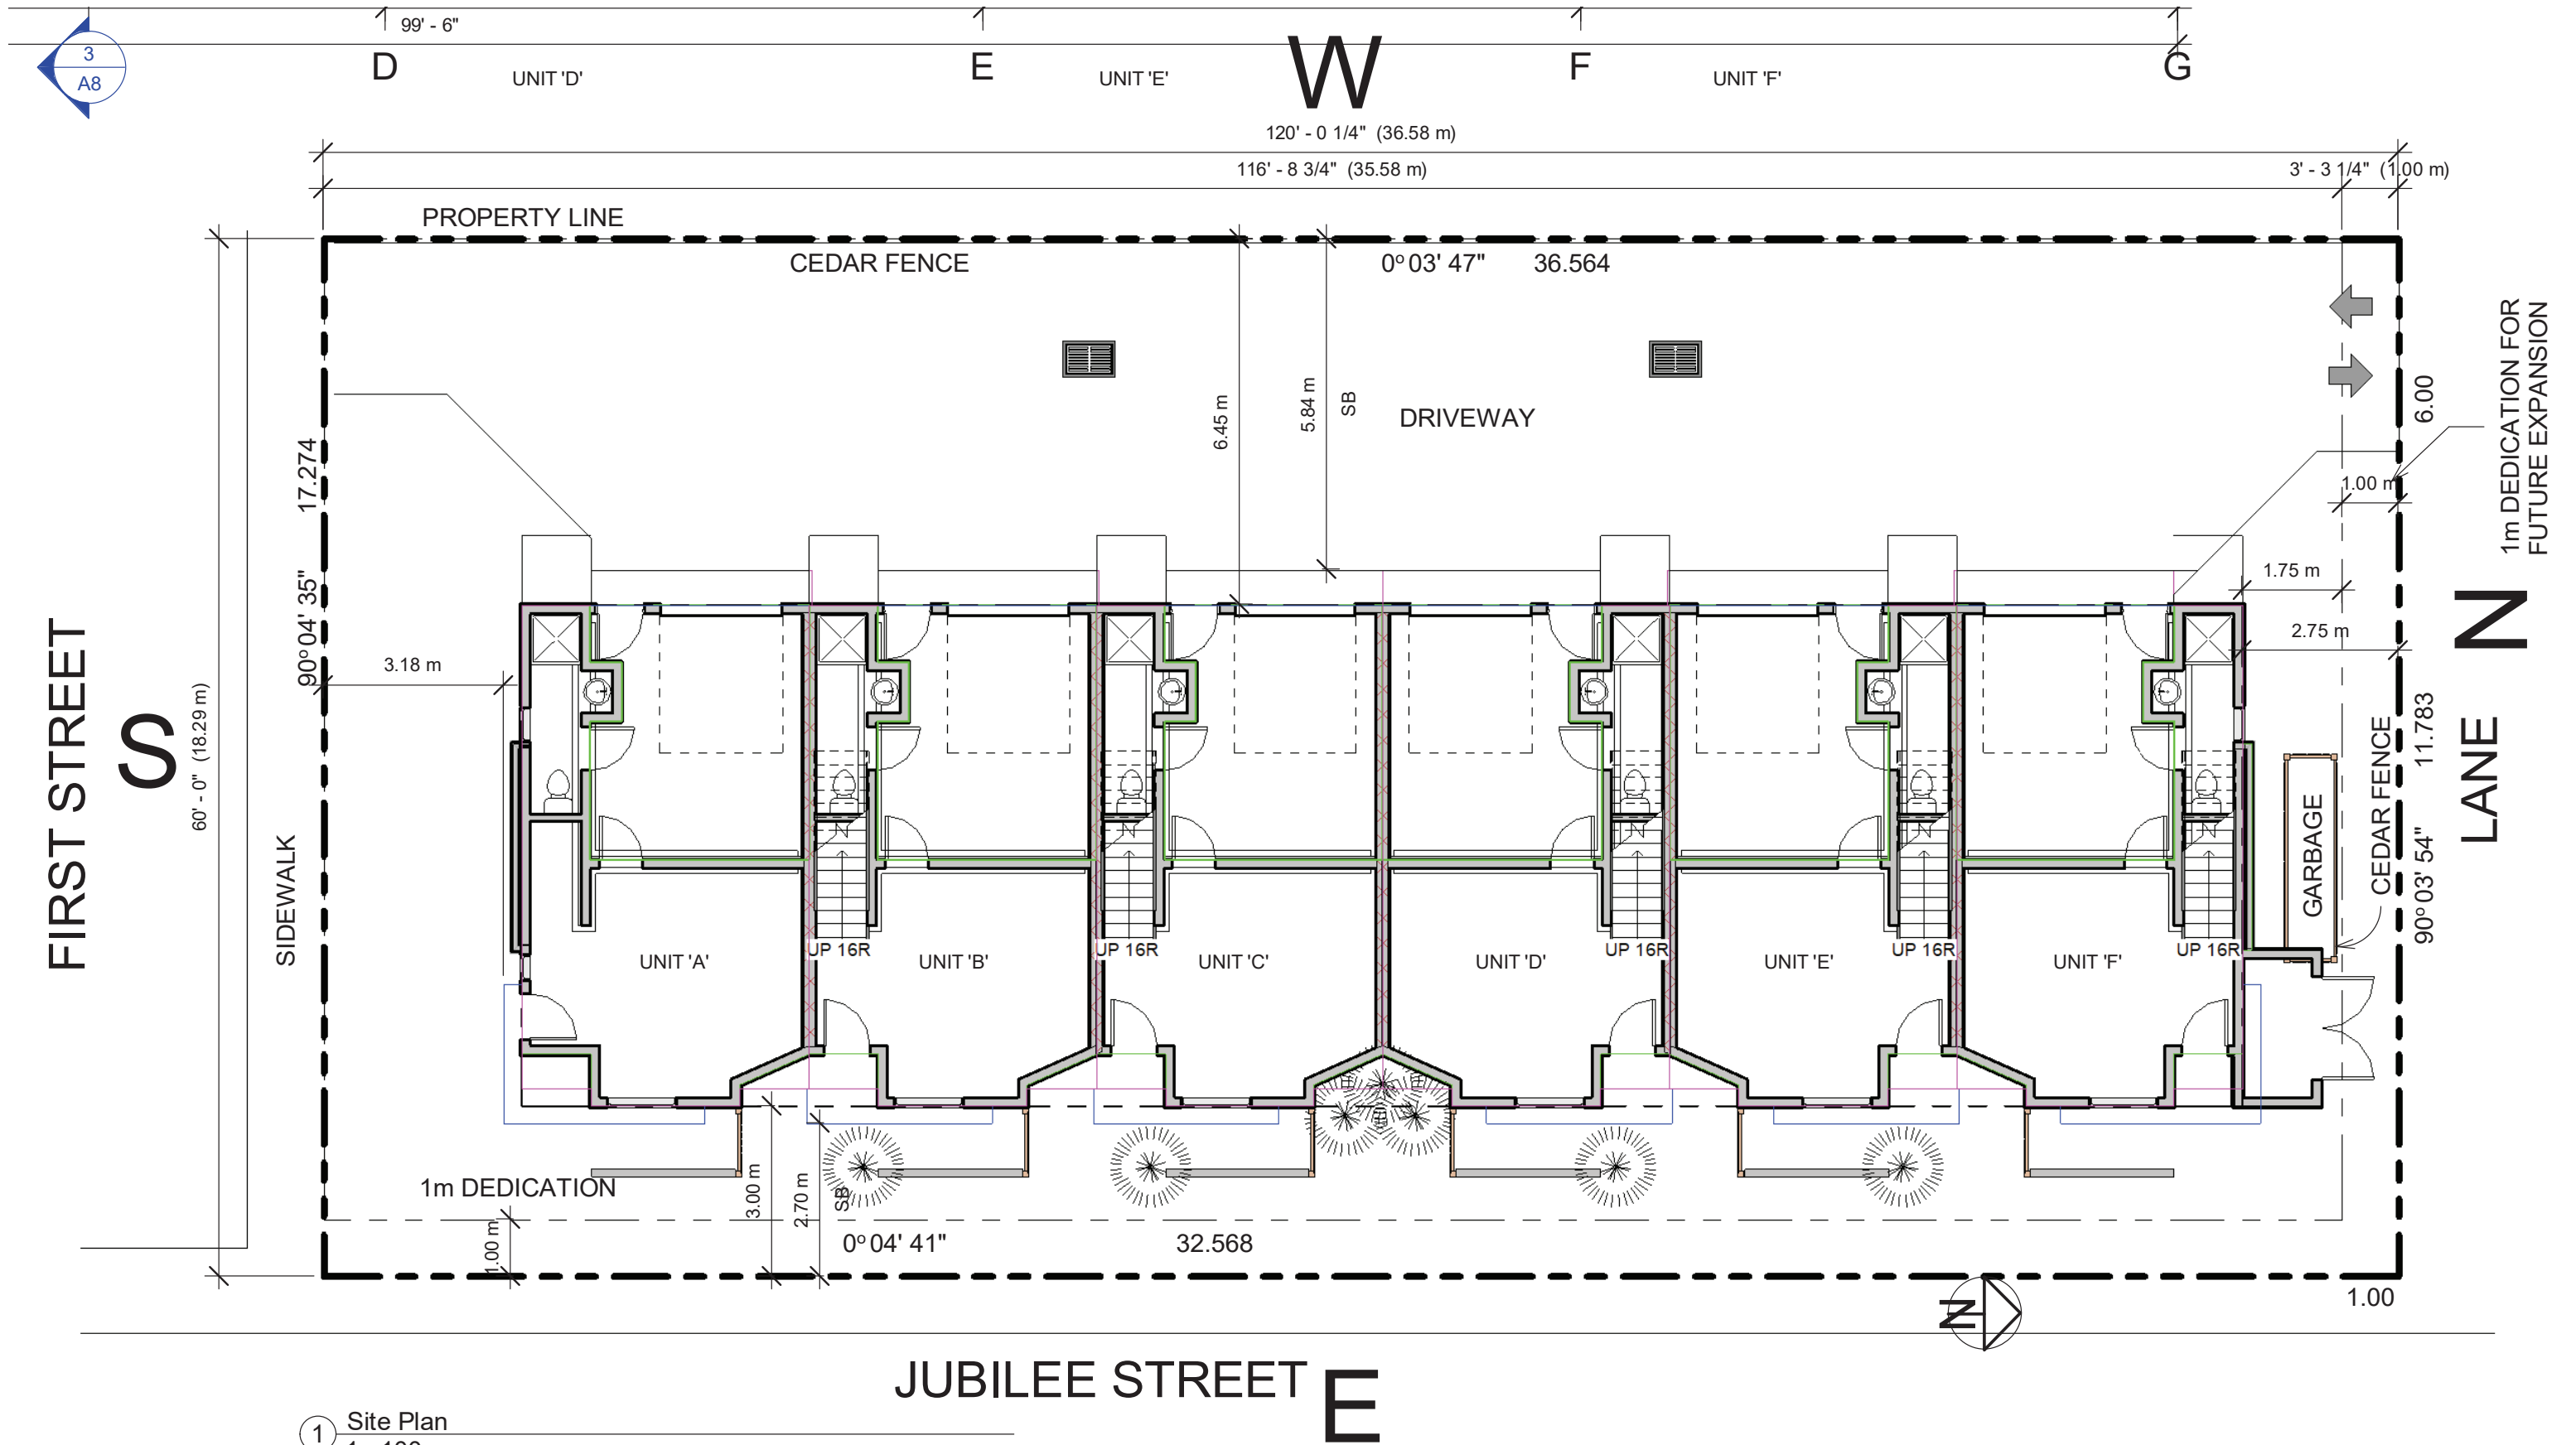 99' - 6"
3
A8
D
UNIT 'D'
E
UNIT 'E'
W
F
UNIT 'F'
G
120' - 0 1/4" (36.58 m)
116' - 8 3/4" (35.58 m)
3' - 3 1/4" (1.00 m)
PROPERTY LINE
CEDAR FENCE
0° 03' 47"
36.564
1m DEDICATION FOR
FUTURE EXPANSION
6.00
6.45 m
5.84 m
SB
DRIVEWAY
1.00 m
17.274
90° 04' 35"
1.75 m
2.75 m
3.18 m
FIRST STREET
S
60' - 0" (18.29 m)
SIDEWALK
N
LANE
11.783
90° 03' 54"
CEDAR FENCE
GARBAGE
UP 16R
UP 16R
UP 16R
UP 16R
UP 16R
UNIT 'A'
UNIT 'B'
UNIT 'C'
UNIT 'D'
UNIT 'E'
UNIT 'F'
1m DEDICATION
1.00 m
3.00 m
2.70 m
SB
0° 04' 41"
32.568
1.00
N
JUBILEE STREET
E
1
Site Plan